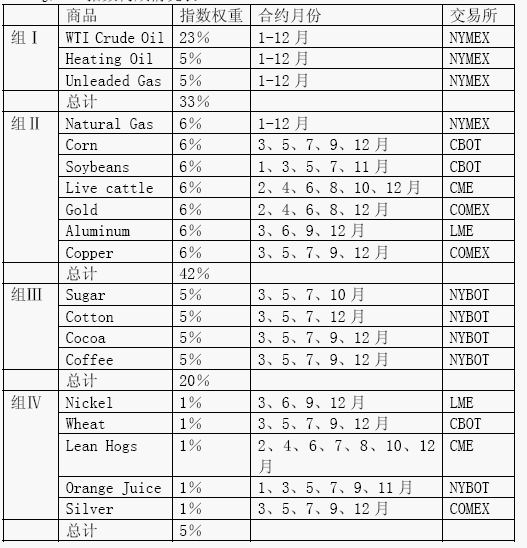 商品 指数权重 合约月份 交易所
组Ⅰ WTI Crude Oil 23% 1-12月 NYMEX
Heating Oil 5% 1-12月 NYMEX
Unleaded Gas 5% 1-12月 NYMEX
总计 33%
组Ⅱ Natural Gas 6% 1-12月 NYMEX
Corn 6% 3、5、7、9、12月 CBOT
Soybeans 6% 1、3、5、7、11月 CBOT
Live cattle 6% 2、4、6、8、10、12月 CME
Gold 6% 2、4、6、8、12月 COMEX
Aluminum 6% 3、6、9、12月 LME
Copper 6% 3、5、7、9、12月 COMEX
总计 42%
组Ⅲ Sugar 5% 3、5、7、10月 NYBOT
Cotton 5% 3、5、7、12月 NYBOT
Cocoa 5% 3、5、7、9、12月 NYBOT
Coffee 5% 3、5、7、9、12月 NYBOT
总计 20%
组Ⅳ Nickel 1% 3、6、9、12月 LME
Wheat 1% 3、5、7、9、12月 CBOT
Lean Hogs 1% 2、4、6、7、8、10、12 CME
月
Orange Juice 1% 1、3、5、7、9、11月 NYBOT
Silver 1% 3、5、7、9、12月 COMEX
总计 5%